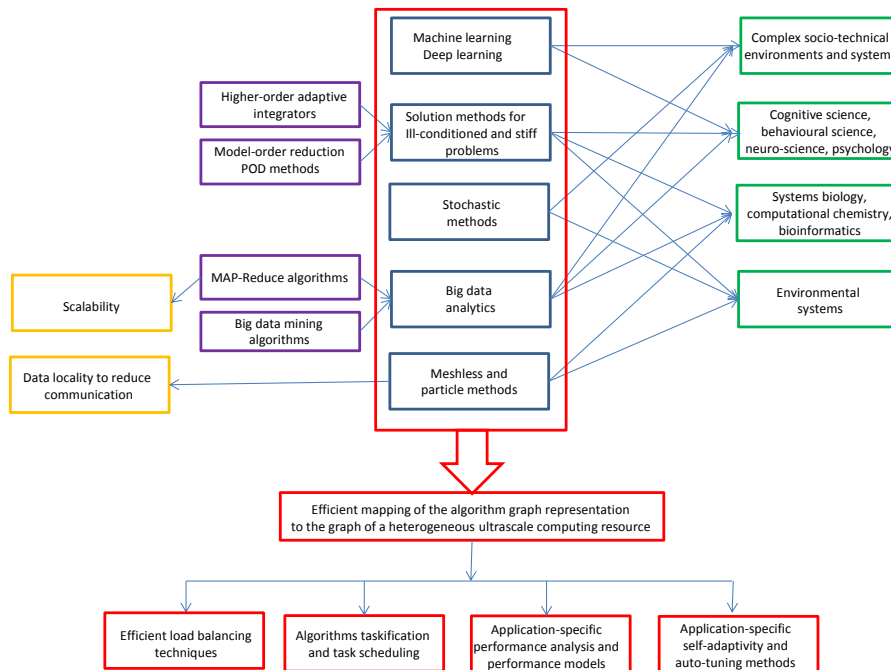 Machine learning
Deep learning
Complex socio-technical
environments and system
Higher-order adaptive
integrators
Solution methods for
Ill-conditioned and stiff
problems
Cognitive science,
behavioural science,
neuro-science, psychology
Model-order reduction
POD methods
Stochastic
methods
Systems biology,
computational chemistry,
bioinformatics
Scalability
MAP-Reduce algorithms
Big data
analytics
Environmental
systems
Big data mining
algorithms
Data locality to reduce
communication
Meshless and
particle methods
Efficient mapping of the algorithm graph representation
to the graph of a heterogeneous ultrascale computing resource
Efficient load balancing
techniques
Algorithms taskification
and task scheduling
Application-specific
performance analysis and
performance models
Application-specific
self-adaptivity and
auto-tuning methods